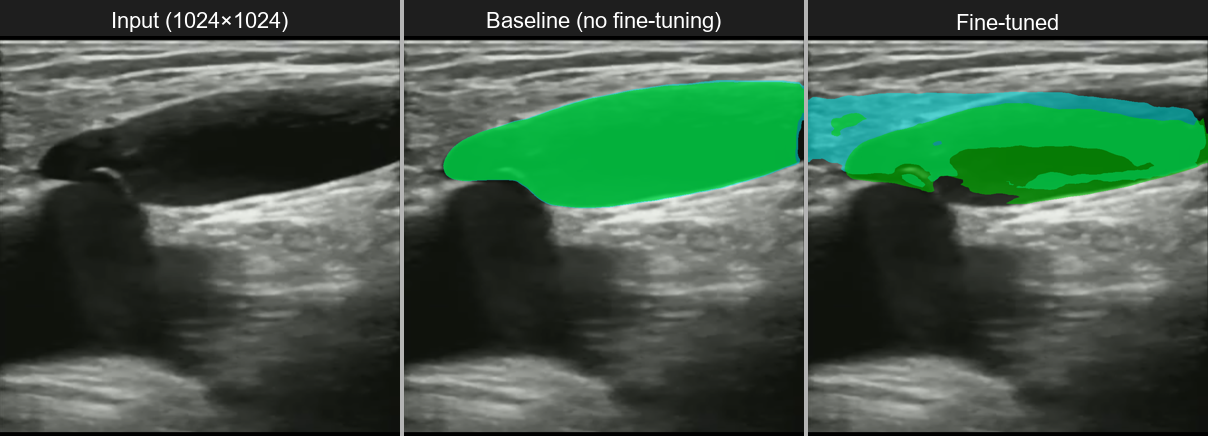 Input (1024×1024)
Baseline (no fine-tuning)
Fine-tuned